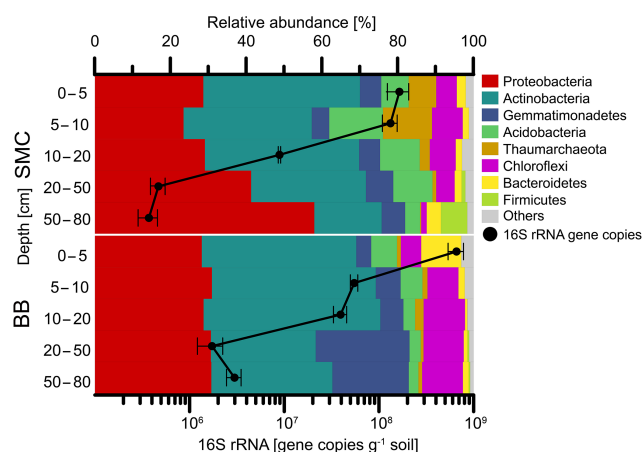 Relative abundance [%]
0 20 40 60 80 100
Depth [cm] SMC
0–5
5–10
10–20
20–50
50–80
BB
0–5
5–10
10–20
20–50
50–80
10⁶ 10⁷ 10⁸ 10⁹
16S rRNA [gene copies g⁻¹ soil]
Proteobacteria
Actinobacteria
Gemmatimonadetes
Acidobacteria
Thaumarchaeota
Chloroflexi
Bacteroidetes
Firmicutes
Others
16S rRNA gene copies